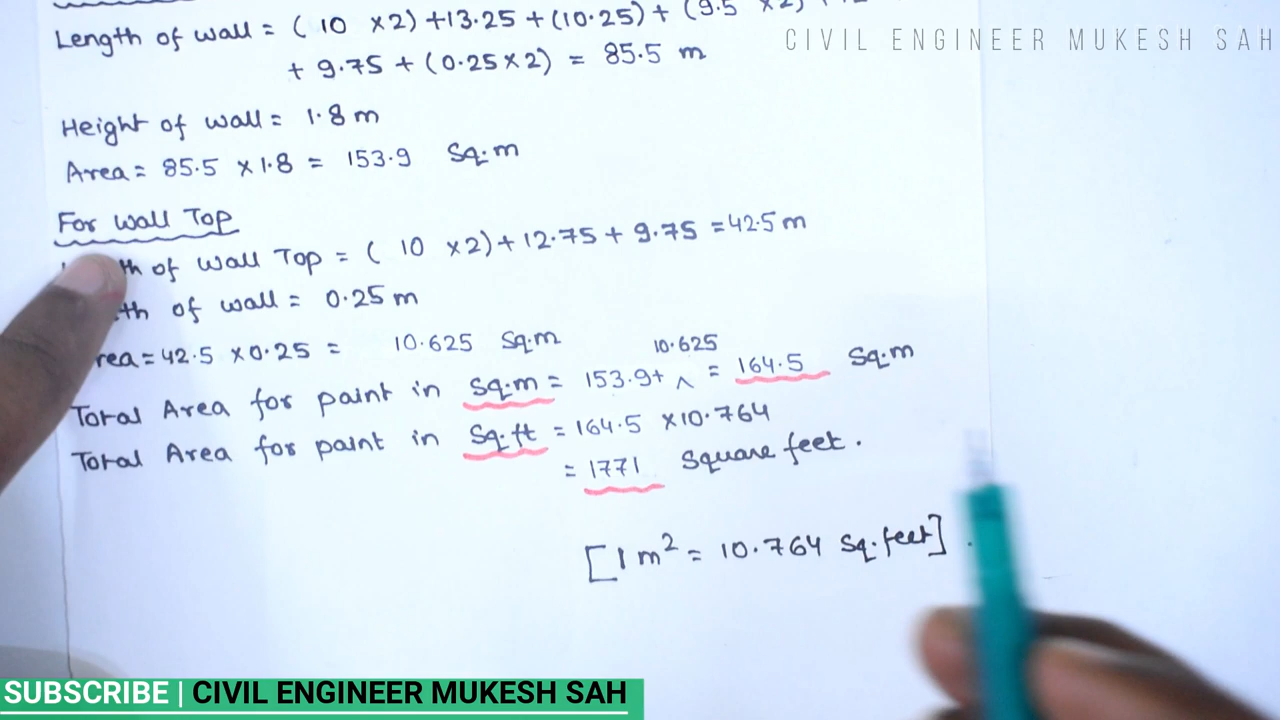 Length of wall = ( 10 ×2) +13.25 + (10.25) + (9.5 ×2) +
CIVIL ENGINEER MUKESH SAH
+ 9.75 + (0.25×2) = 85.5 m
Height of wall = 1.8 m
Area = 85.5 ×1.8 = 153.9 Sq.m
For Wall Top
of Wall Top = ( 10 ×2) + 12.75 + 9.75 = 42.5 m
of wall = 0.25 m
rea = 42.5 ×0.25 = 10.625 Sq.m
10.625
Total Area for paint in Sq.m = 153.9+ ^ = 164.5 Sq.m
Total Area for paint in Sq.ft = 164.5 ×10.764
= 1771 Square feet.
[1 m² = 10.764 Sq.feet].
SUBSCRIBE | CIVIL ENGINEER MUKESH SAH